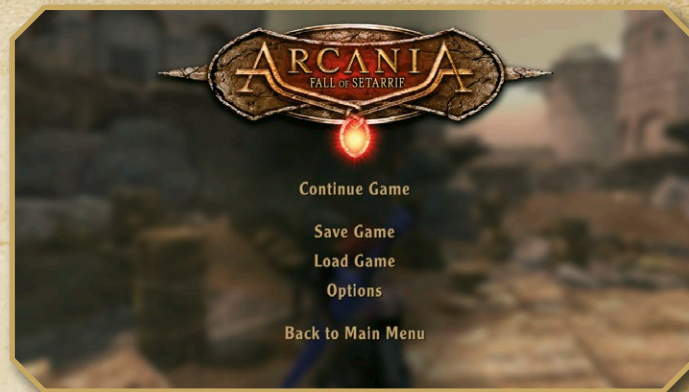 ARCANIA
FALL OF SETARRIF
Continue Game
Save Game
Load Game
Options
Back to Main Menu